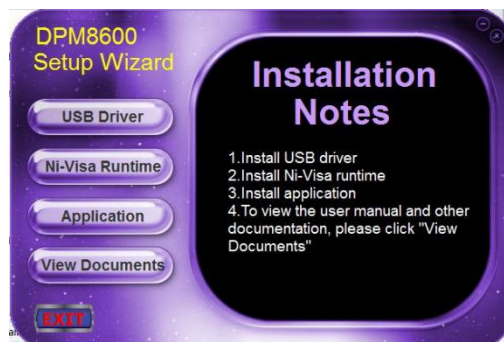 DPM8600
Setup Wizard
USB Driver
Ni-Visa Runtime
Application
View Documents
EXIT
Installation
Notes
1.Install USB driver
2.Install Ni-Visa runtime
3.Install application
4.To view the user manual and other
documentation, please click "View
Documents"